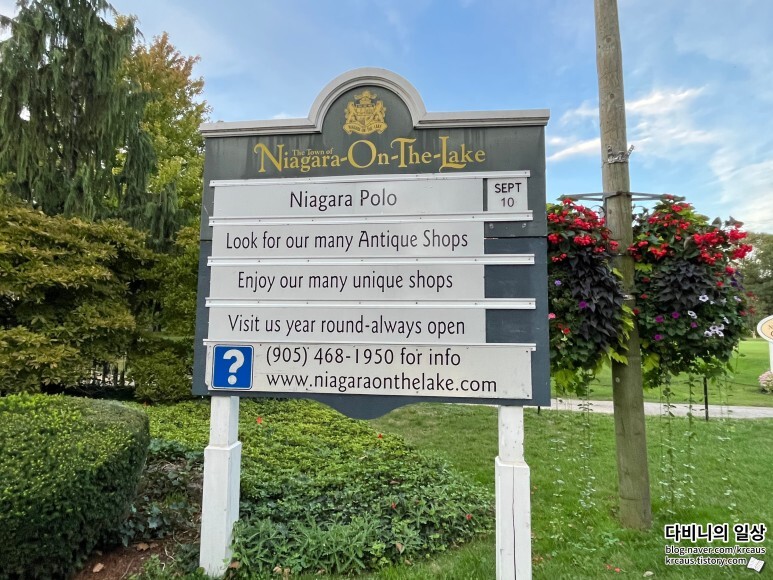 The Town of
Niagara-On-The-Lake
Niagara Polo
SEPT
10
Look for our many Antique Shops
Enjoy our many unique shops
Visit us year round-always open
?
(905) 468-1950 for info
www.niagaraonthelake.com
다비니의 일상
blog.naver.com/krcaus
krcaus.tistory.com